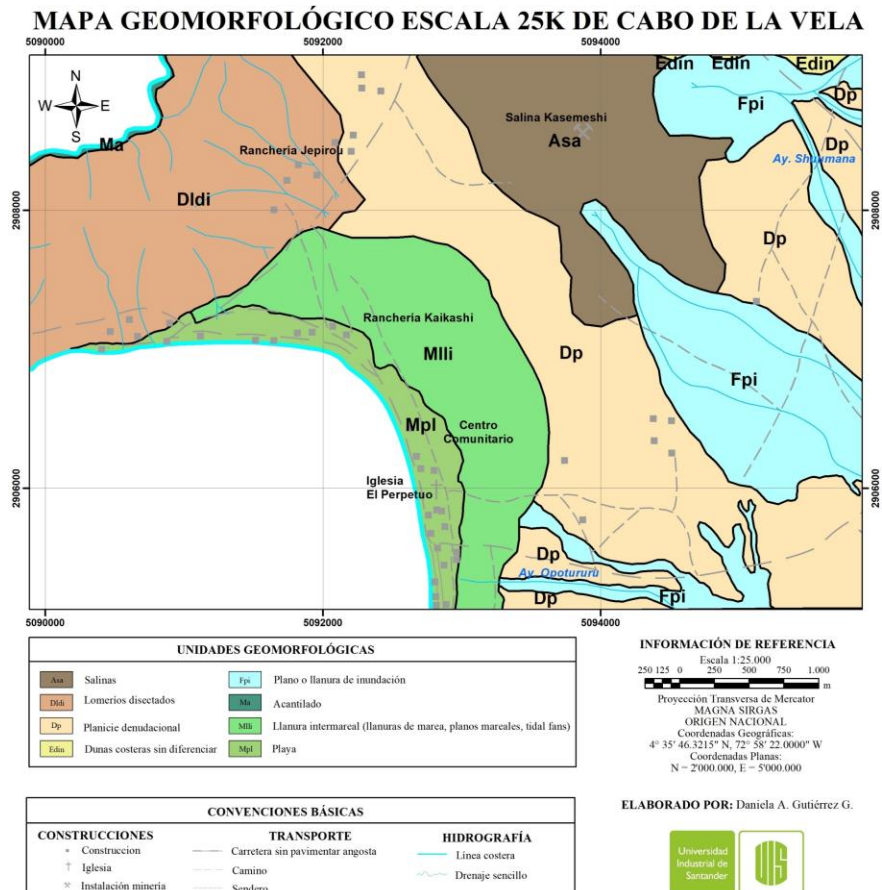 MAPA GEOMORFOLÓGICO ESCALA 25K DE CABO DE LA VELA
5090000 5092000 5094000
N
W E
S
Ma
Edin Edin Edin
Fpi
Dp
Salina Kasemeshi
Asa
Rancheria Jepirou
Dp
Ay. Shuumana
Dldi
2908000 2908000
Dp
Rancheria Kaikashi
Mlli
Dp
Fpi
Mpl
Centro
Comunitario
Iglesia
El Perpetuo
2906000 2906000
Dp
Ay. Opotururu
Dp
Fpi
5090000 5092000 5094000
UNIDADES GEOMORFOLÓGICAS
Asa Salinas
Dldi Lomerios disectados
Dp Planicie denudacional
Edin Dunas costeras sin diferenciar
Fpi Plano o llanura de inundación
Ma Acantilado
Mlli Llanura intermareal (llanuras de marea, planos mareales, tidal fans)
Mpl Playa
INFORMACIÓN DE REFERENCIA
Escala 1:25.000
250 125 0 250 500 750 1.000
m
Proyección Transversa de Mercator
MAGNA SIRGAS
ORIGEN NACIONAL
Coordenadas Geográficas:
4° 35' 46.3215" N, 72° 58' 22.0000" W
Coordenadas Planas:
N = 2'000.000, E = 5'000.000
CONVENCIONES BÁSICAS
CONSTRUCCIONES
Construccion
Iglesia
Instalación minería
TRANSPORTE
Carretera sin pavimentar angosta
Camino
Sendero
HIDROGRAFÍA
Línea costera
Drenaje sencillo
ELABORADO POR: Daniela A. Gutiérrez G.
Universidad
Industrial de
Santander
UIS